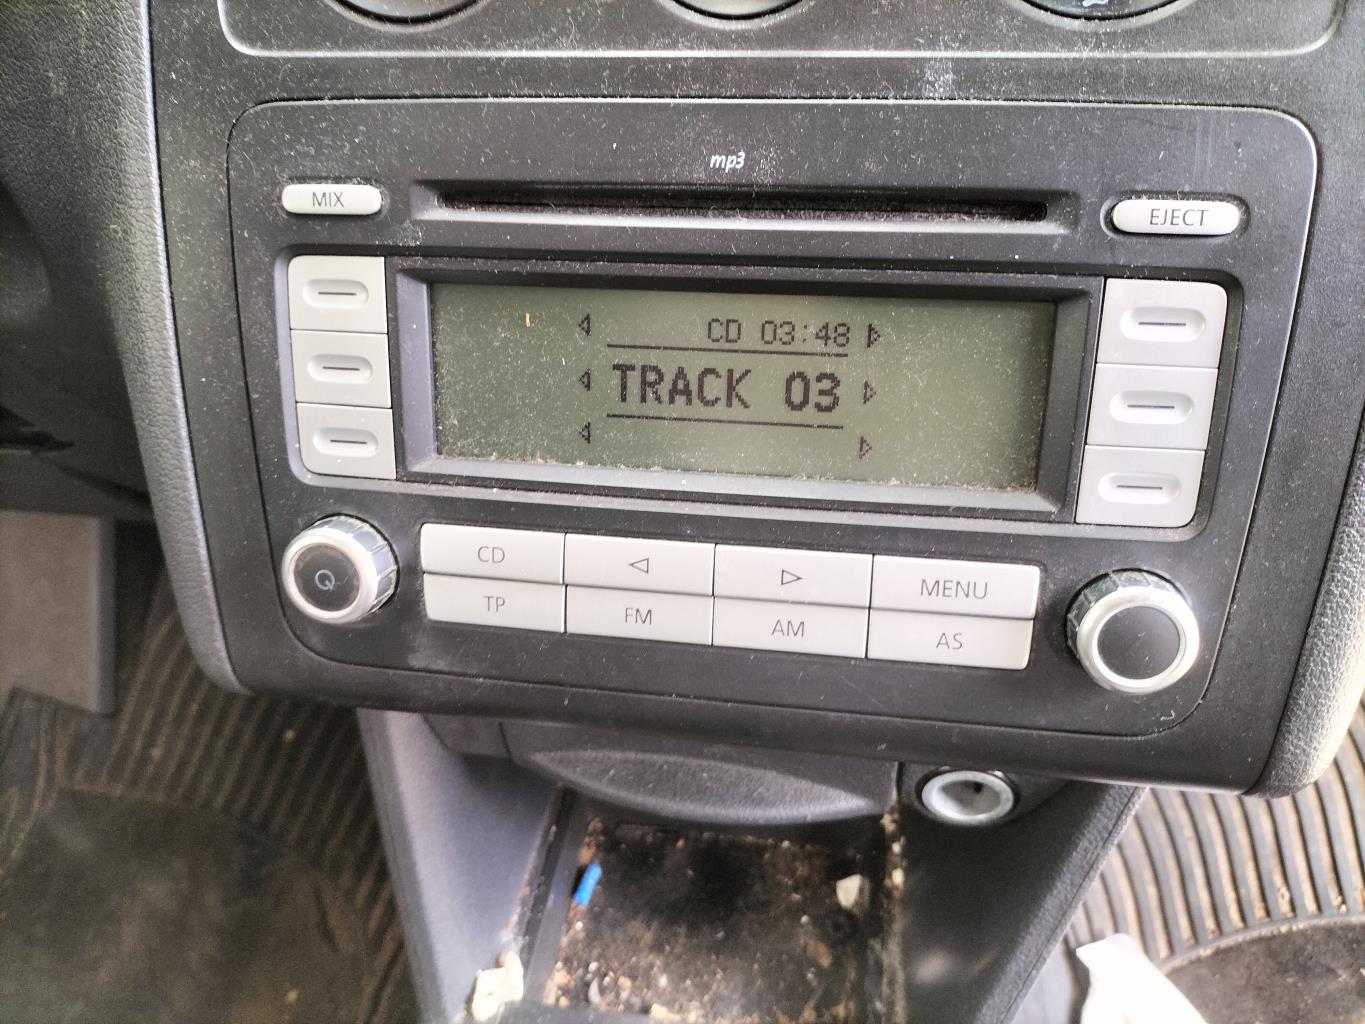 mp3
MIX
EJECT
CD 03:48
TRACK 03
CD
MENU
TP
FM
AM
AS